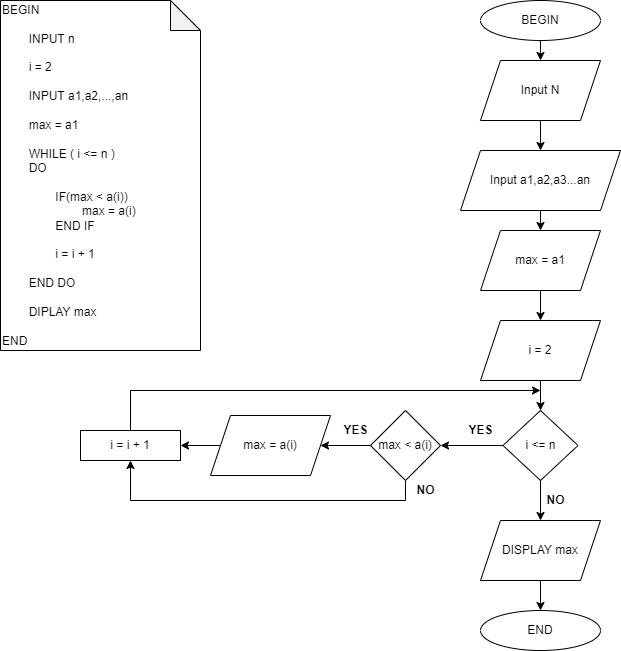 BEGIN
INPUT n
i = 2
INPUT a1,a2,...,an
max = a1
WHILE ( i <= n )
DO
IF(max < a(i))
max = a(i)
END IF
i = i + 1
END DO
DIPLAY max
END
BEGIN
Input N
Input a1,a2,a3...an
max = a1
i = 2
i <= n
YES
max < a(i)
YES
max = a(i)
i = i + 1
NO
NO
DISPLAY max
END